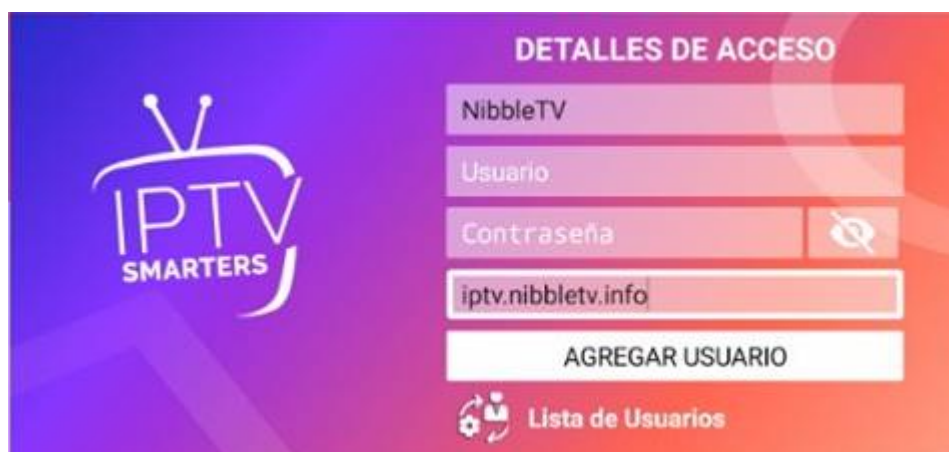 DETALLES DE ACCESO
NibbleTV
Usuario
Contraseña
iptv.nibbletv.info
AGREGAR USUARIO
Lista de Usuarios
IPTV
SMARTERS